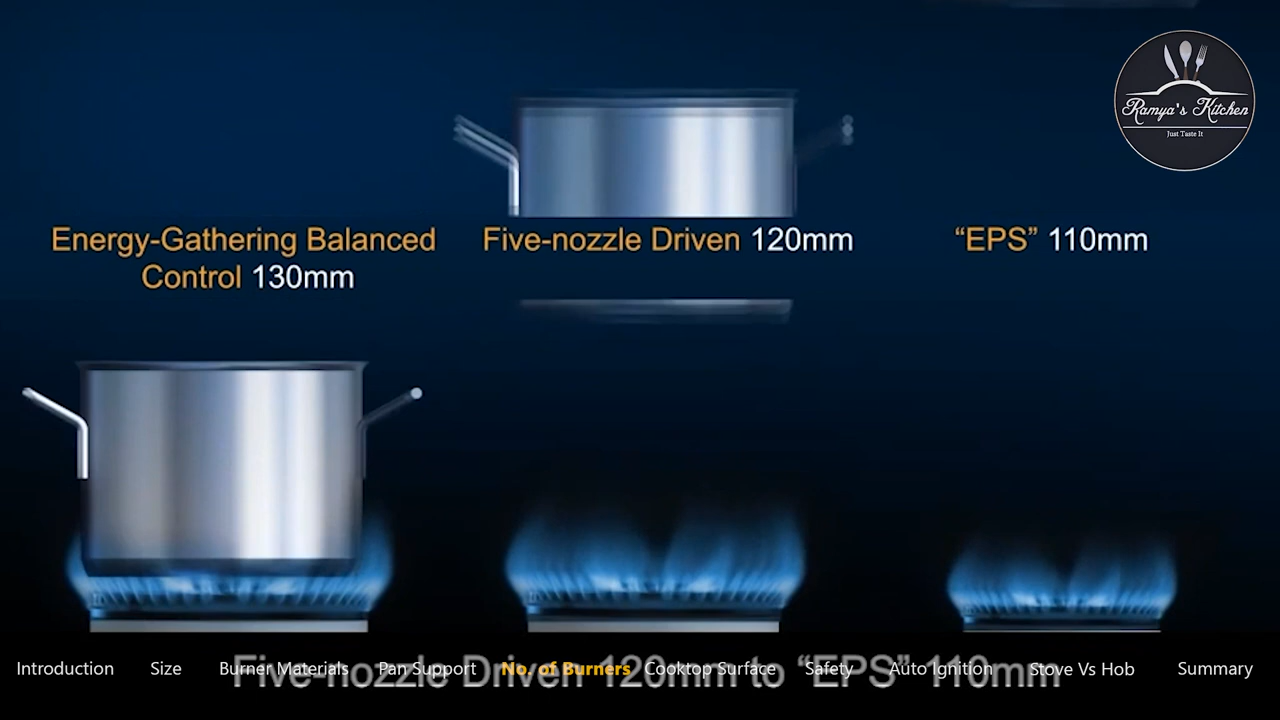 Ramya's Kitchen
Just Taste It
Energy-Gathering Balanced
Control 130mm
Five-nozzle Driven 120mm
“EPS” 110mm
Five-nozzle Driven 120mm to “EPS” 110mm
Introduction Size Burner Materials Pan Support No. of Burners Cooktop Surface Safety Auto Ignition Stove Vs Hob Summary